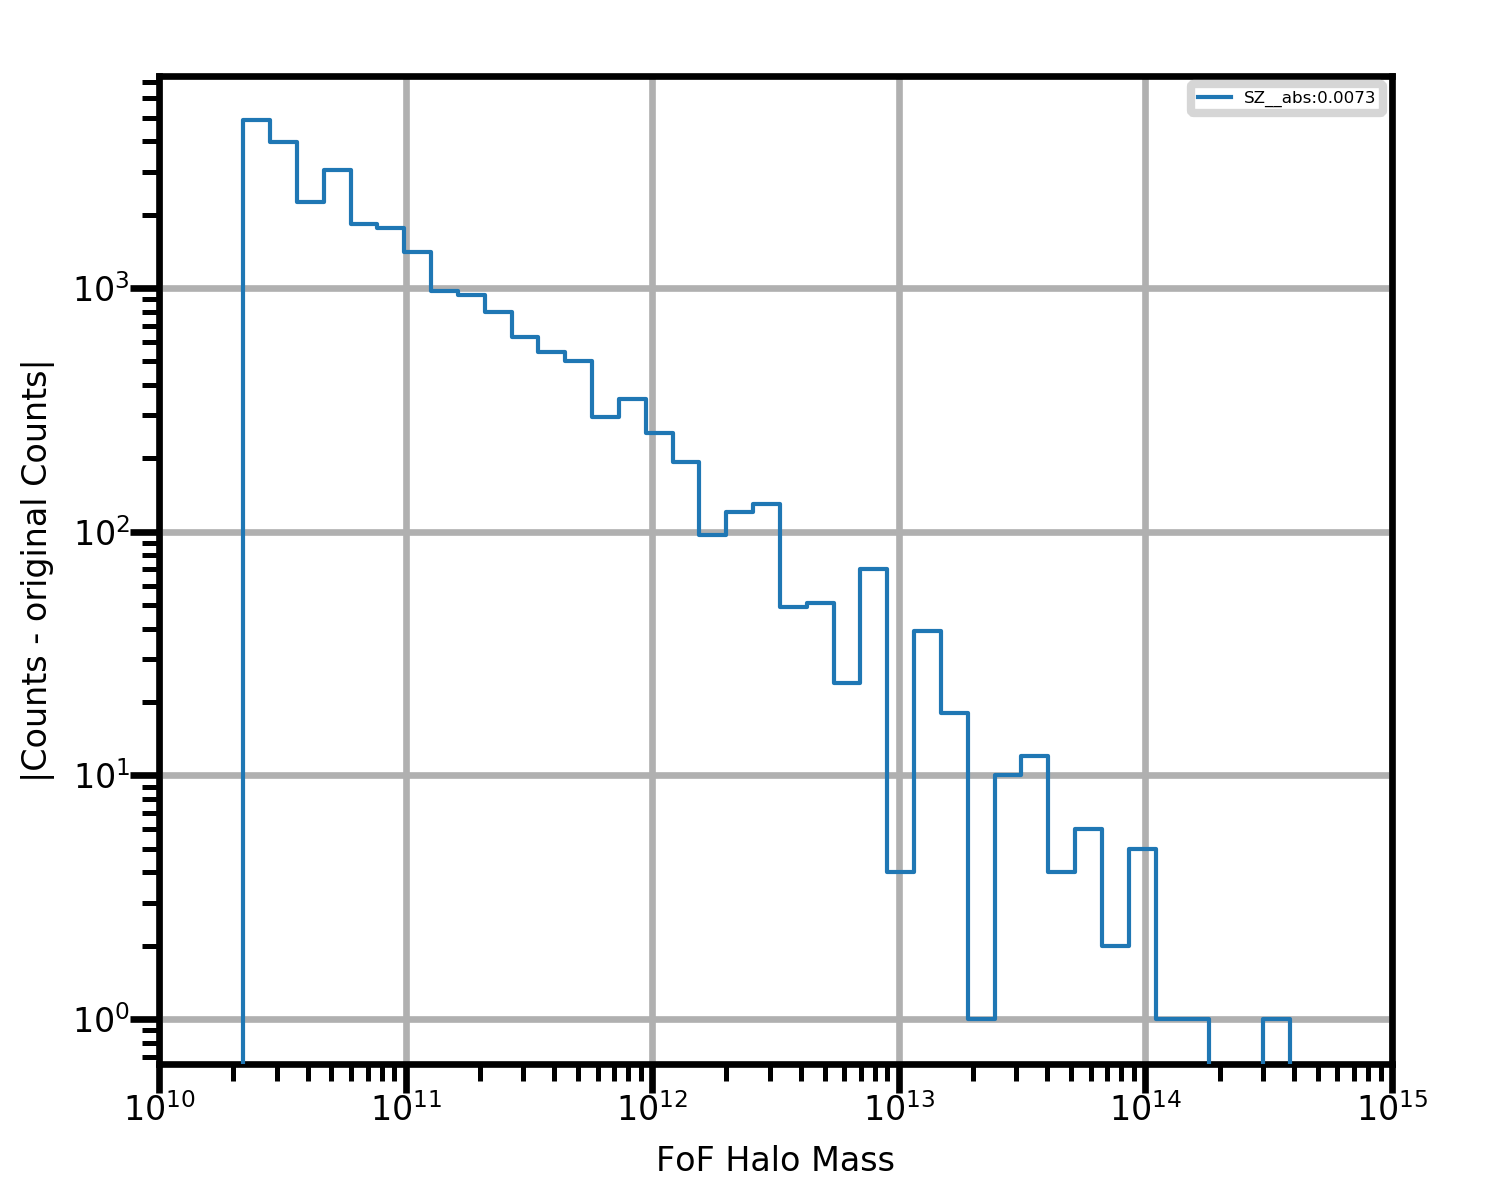 SZ__abs:0.0073
10³
10²
10¹
10⁰
|Counts - original Counts|
10¹⁰ 10¹¹ 10¹² 10¹³ 10¹⁴ 10¹⁵
FoF Halo Mass